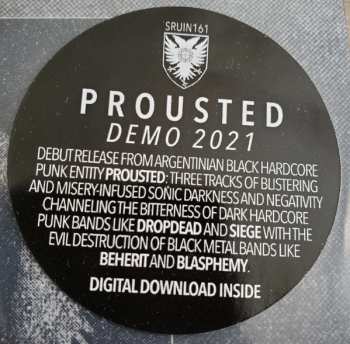 SRUIN161
PROUSTED
DEMO 2021
DEBUT RELEASE FROM ARGENTINIAN BLACK HARDCORE
PUNK ENTITY PROUSTED: THREE TRACKS OF BLISTERING
AND MISERY-INFUSED SONIC DARKNESS AND NEGATIVITY
CHANNELING THE BITTERNESS OF DARK HARDCORE
PUNK BANDS LIKE DROPDEAD AND SIEGE WITH THE
EVIL DESTRUCTION OF BLACK METAL BANDS LIKE
BEHERIT AND BLASPHEMY.
DIGITAL DOWNLOAD INSIDE